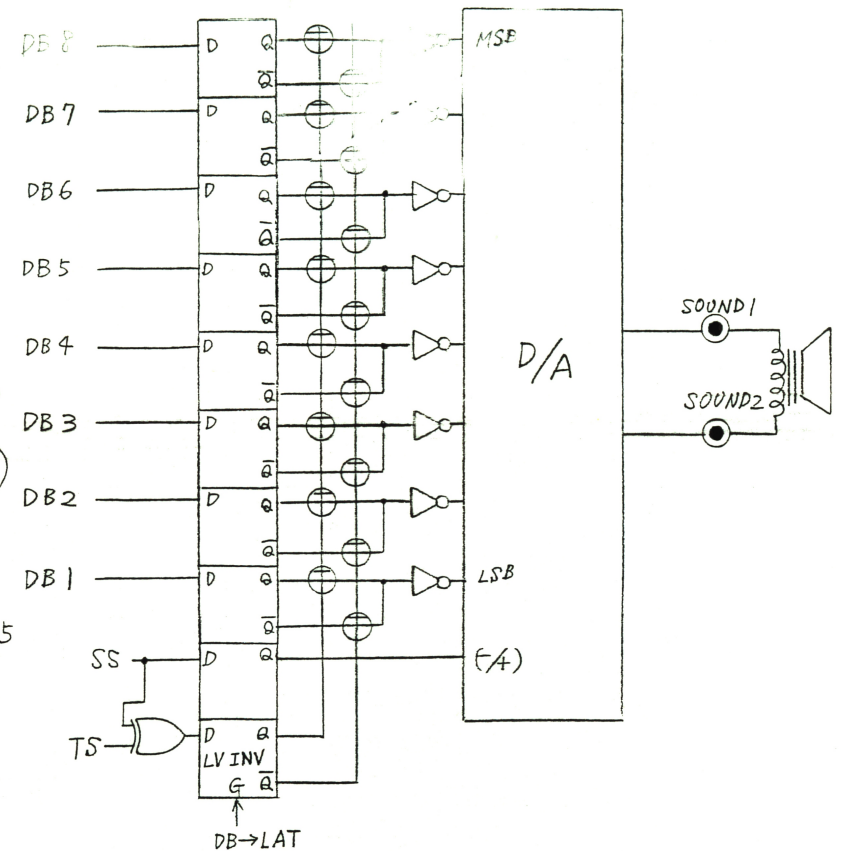 DB 8
D
Q
MSB
Q̅
DB 7
D
Q
Q̅
DB 6
D
Q
Q̅
DB 5
D
Q
Q̅
SOUND1
DB 4
D
Q
D/A
Q̅
SOUND2
DB 3
D
Q
Q̅
DB 2
D
Q
Q̅
DB 1
D
Q
LSB
Q̅
5
SS
D
Q
TS
D
Q
LV INV
G
Q̅
DB→LAT